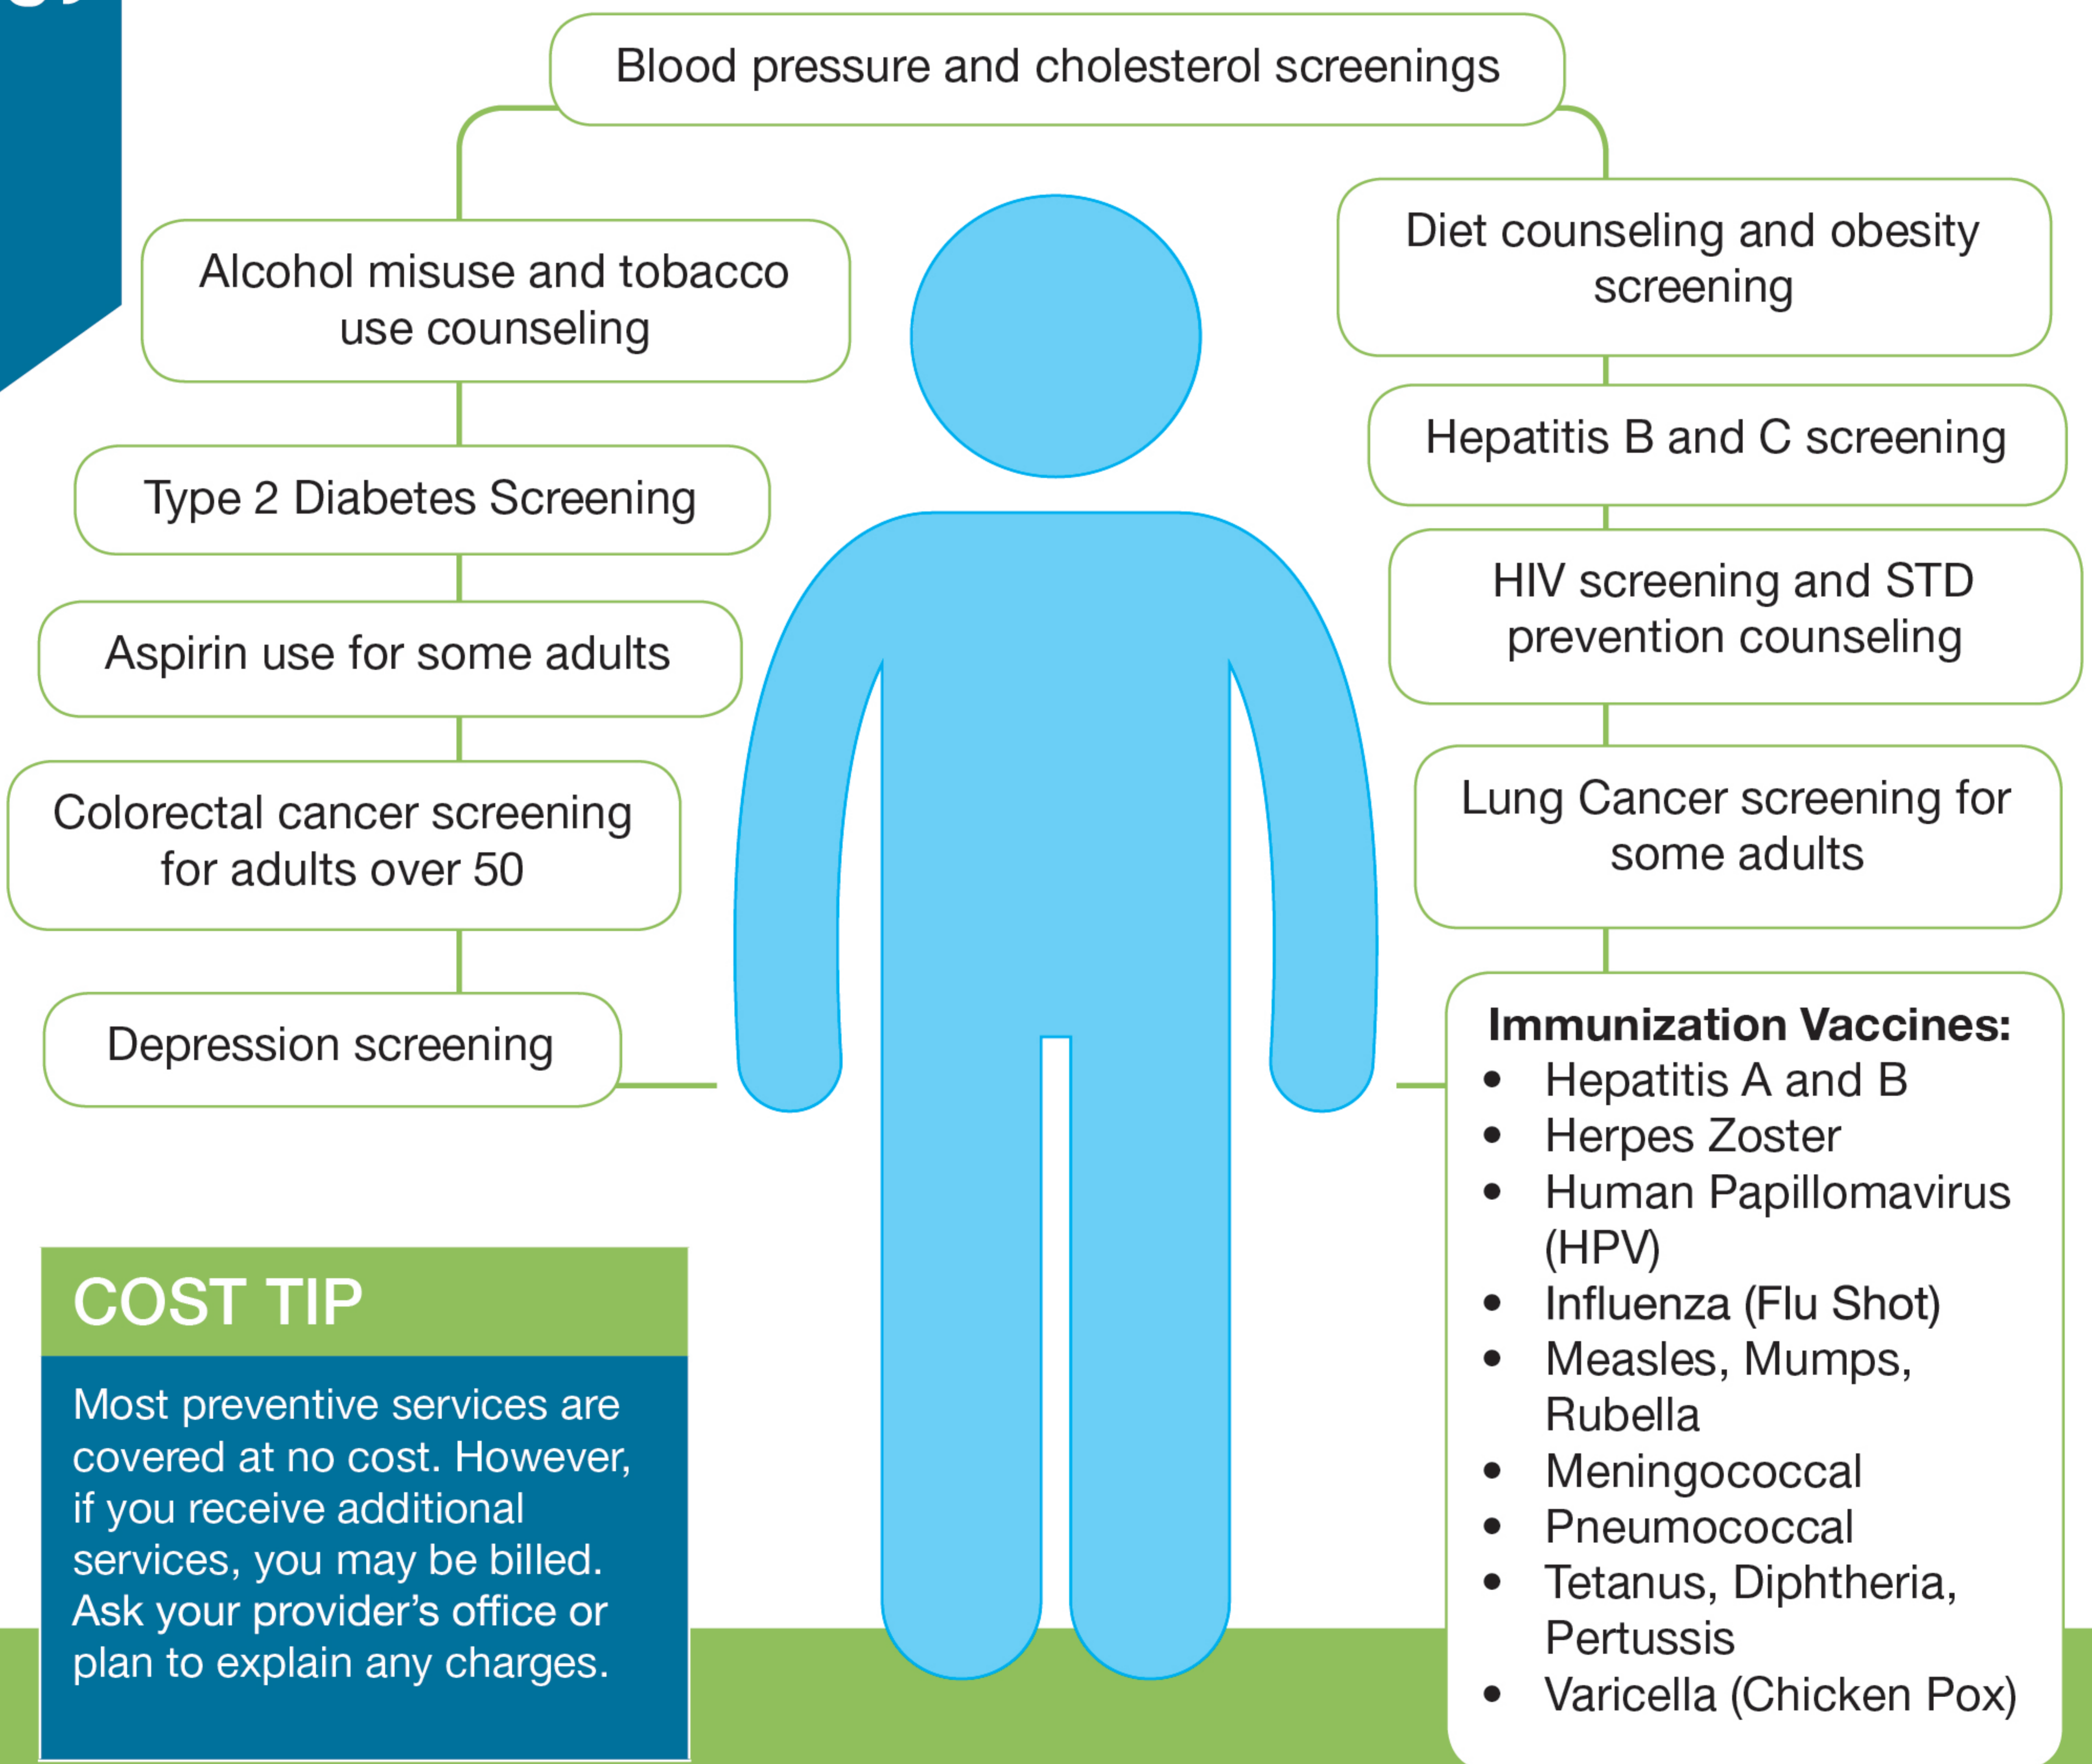 Blood pressure and cholesterol screenings
Alcohol misuse and tobacco
use counseling
Type 2 Diabetes Screening
Aspirin use for some adults
Colorectal cancer screening
for adults over 50
Depression screening
Diet counseling and obesity
screening
Hepatitis B and C screening
HIV screening and STD
prevention counseling
Lung Cancer screening for
some adults
Immunization Vaccines:
• Hepatitis A and B
• Herpes Zoster
• Human Papillomavirus
(HPV)
• Influenza (Flu Shot)
• Measles, Mumps,
Rubella
• Meningococcal
• Pneumococcal
• Tetanus, Diphtheria,
Pertussis
• Varicella (Chicken Pox)
COST TIP
Most preventive services are
covered at no cost. However,
if you receive additional
services, you may be billed.
Ask your provider’s office or
plan to explain any charges.